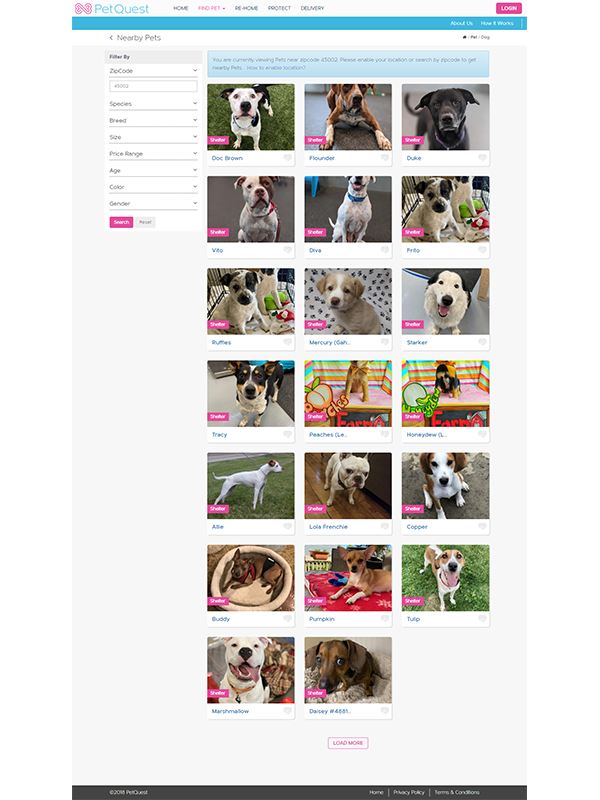 PetQuest
HOME FIND PET RE-HOME PROTECT DELIVERY
LOGIN
About Us How It Works
Nearby Pets
/ Pet / Dog
Filter By
ZipCode
45002
Species
Breed
Size
Price Range
Age
Color
Gender
Search Reset
You are currently viewing Pets near zipcode 45002. Please enable your location or search by zipcode to get
nearby Pets. How to enable location?
Shelter Shelter Shelter
Doc Brown Flounder Duke
Shelter Shelter Shelter
Vito Diva Frito
Shelter Shelter Shelter
Ruffles Mercury (Gah.. Starker
Shelter Shelter Shelter
Farm Farm
Tracy Peaches (Le... Honeydew (L...
Shelter Shelter Shelter
Allie Lola Frenchie Copper
Shelter Shelter Shelter
Buddy Pumpkin Tulip
Shelter Shelter
Marshmallow Daisey #4881..
LOAD MORE
©2018 PetQuest
Home Privacy Policy Terms & Conditions